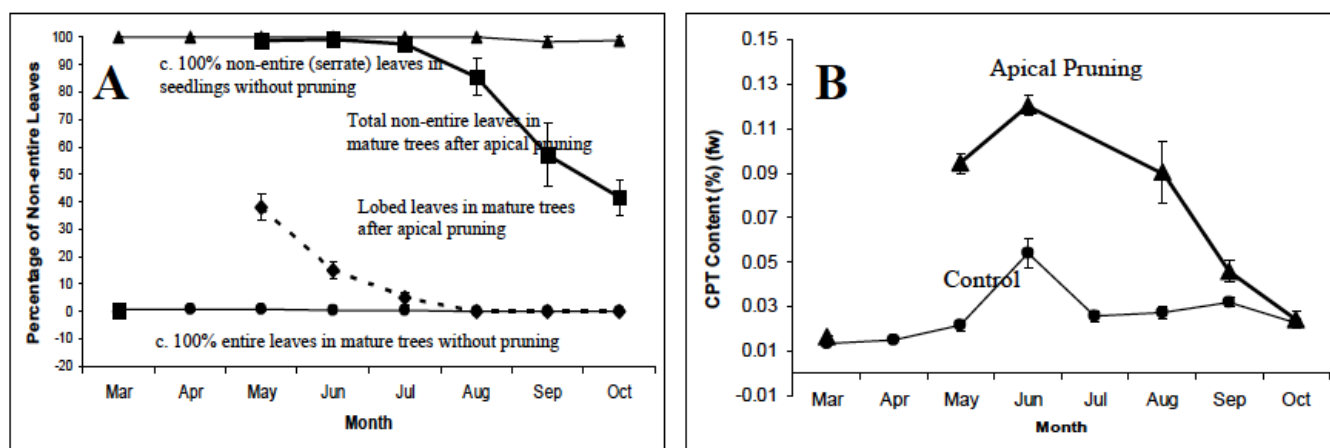 A
Percentage of Non-entire Leaves
100
90
80
70
60
50
40
30
20
10
0
-10
-20
c. 100% non-entire (serrate) leaves in
seedlings without pruning
Total non-entire leaves in
mature trees after apical pruning
Lobed leaves in mature trees
after apical pruning
c. 100% entire leaves in mature trees without pruning
Mar Apr May Jun Jul Aug Sep Oct
Month
B
CPT Content (%) (fw)
0.15
0.13
0.11
0.09
0.07
0.05
0.03
0.01
-0.01
Apical Pruning
Control
Mar Apr May Jun Jul Aug Sep Oct
Month